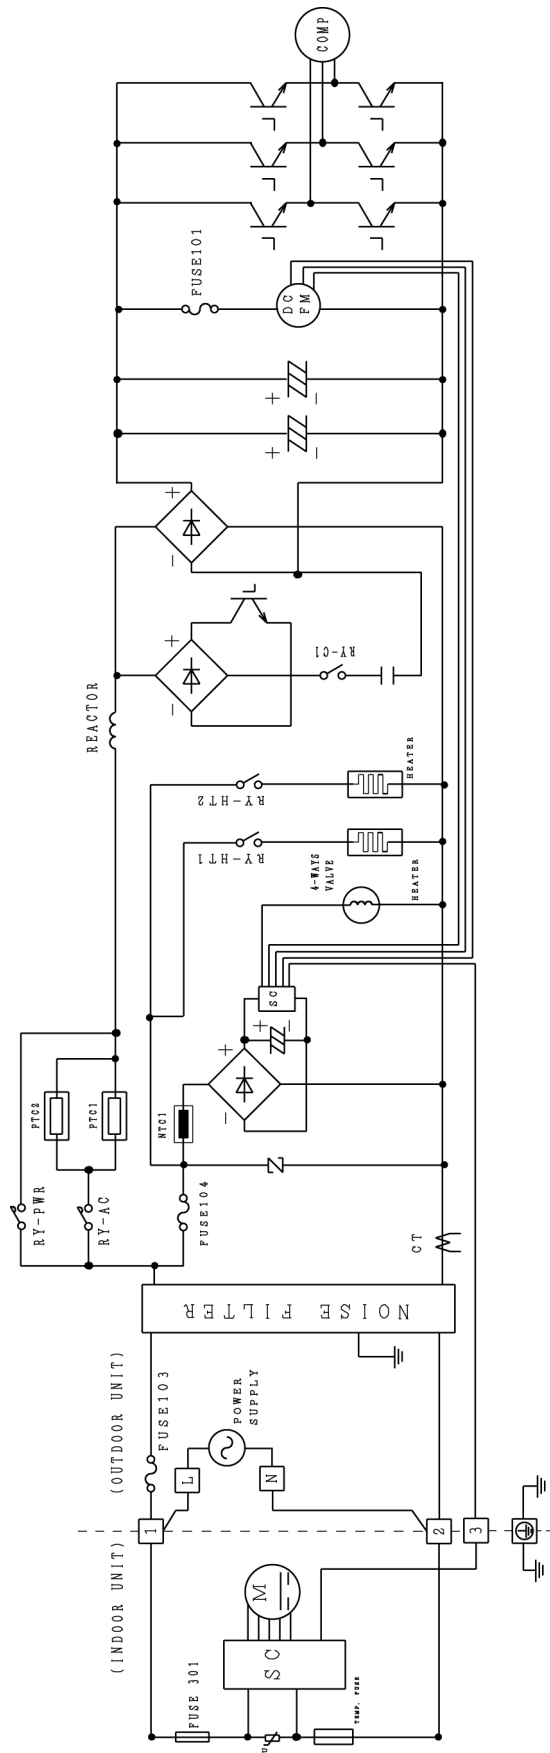 COMP
FUSE101
DC
FM
+
−
+
−
+
−
+
−
RY-C1
REACTOR
RY-HT2
HEATER
RY-HT1
4-WAYS
VALVE
HEATER
SC
+
−
+
−
PTC2
PTC1
NTC1
Z
RY-PWR
RY-AC
FUSE104
CT
NOISE FILTER
(OUTDOOR UNIT)
FUSE103
POWER
SUPPLY
L
N
1
2
3
(INDOOR UNIT)
M
SC
FUSE 301
U
TEMP. FUSE